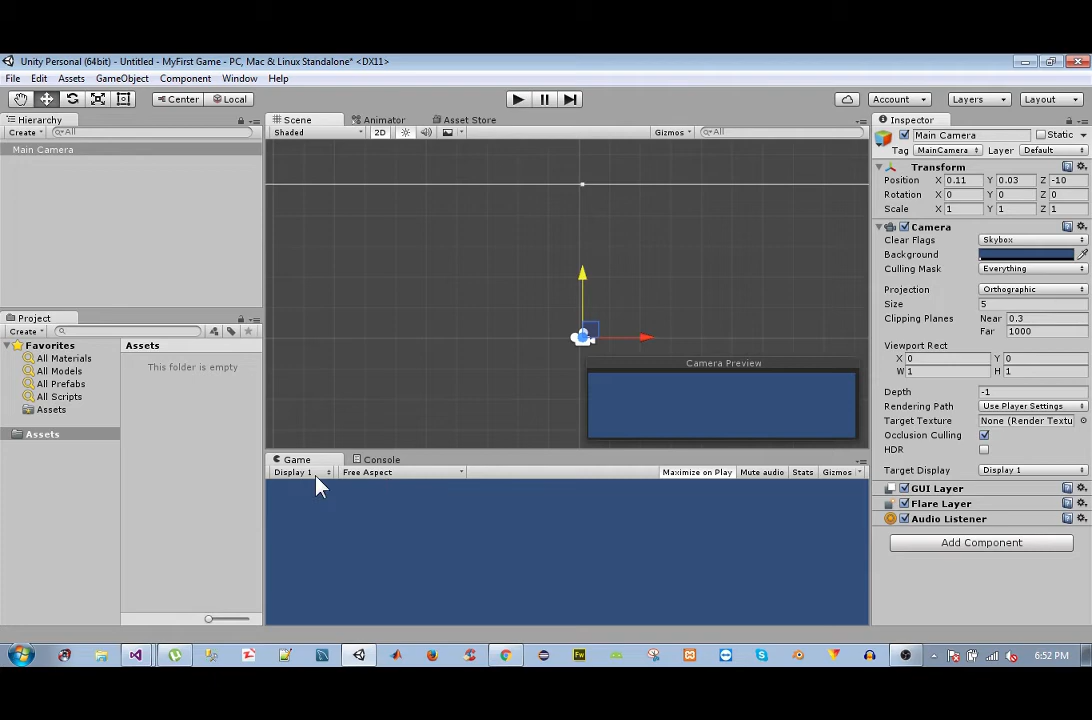 Unity Personal (64bit) - Untitled - MyFirst Game - PC, Mac & Linux Standalone* <DX11>
File Edit Assets GameObject Component Window Help
Center Local Account Layers Layout
Hierarchy Scene Animator Asset Store Inspector
Create All Shaded 2D Gizmos All Main Camera Static
Main Camera Tag MainCamera Layer Default
Transform
Position X 0.11 Y 0.03 Z -10
Rotation X 0 Y 0 Z 0
Scale X 1 Y 1 Z 1
Camera
Clear Flags Skybox
Background
Culling Mask Everything
Projection Orthographic
Size 5
Clipping Planes Near 0.3
Far 1000
Viewport Rect X 0 Y 0
W 1 H 1
Depth -1
Rendering Path Use Player Settings
Target Texture None (Render Textu
Occlusion Culling
HDR
Target Display Display 1
GUI Layer
Flare Layer
Audio Listener
Add Component
Project
Create
Favorites Assets
All Materials This folder is empty
All Models
All Prefabs
All Scripts
Assets
Assets
Camera Preview
Game Console
Display 1 Free Aspect Maximize on Play Mute audio Stats Gizmos
Fw 6:52 PM